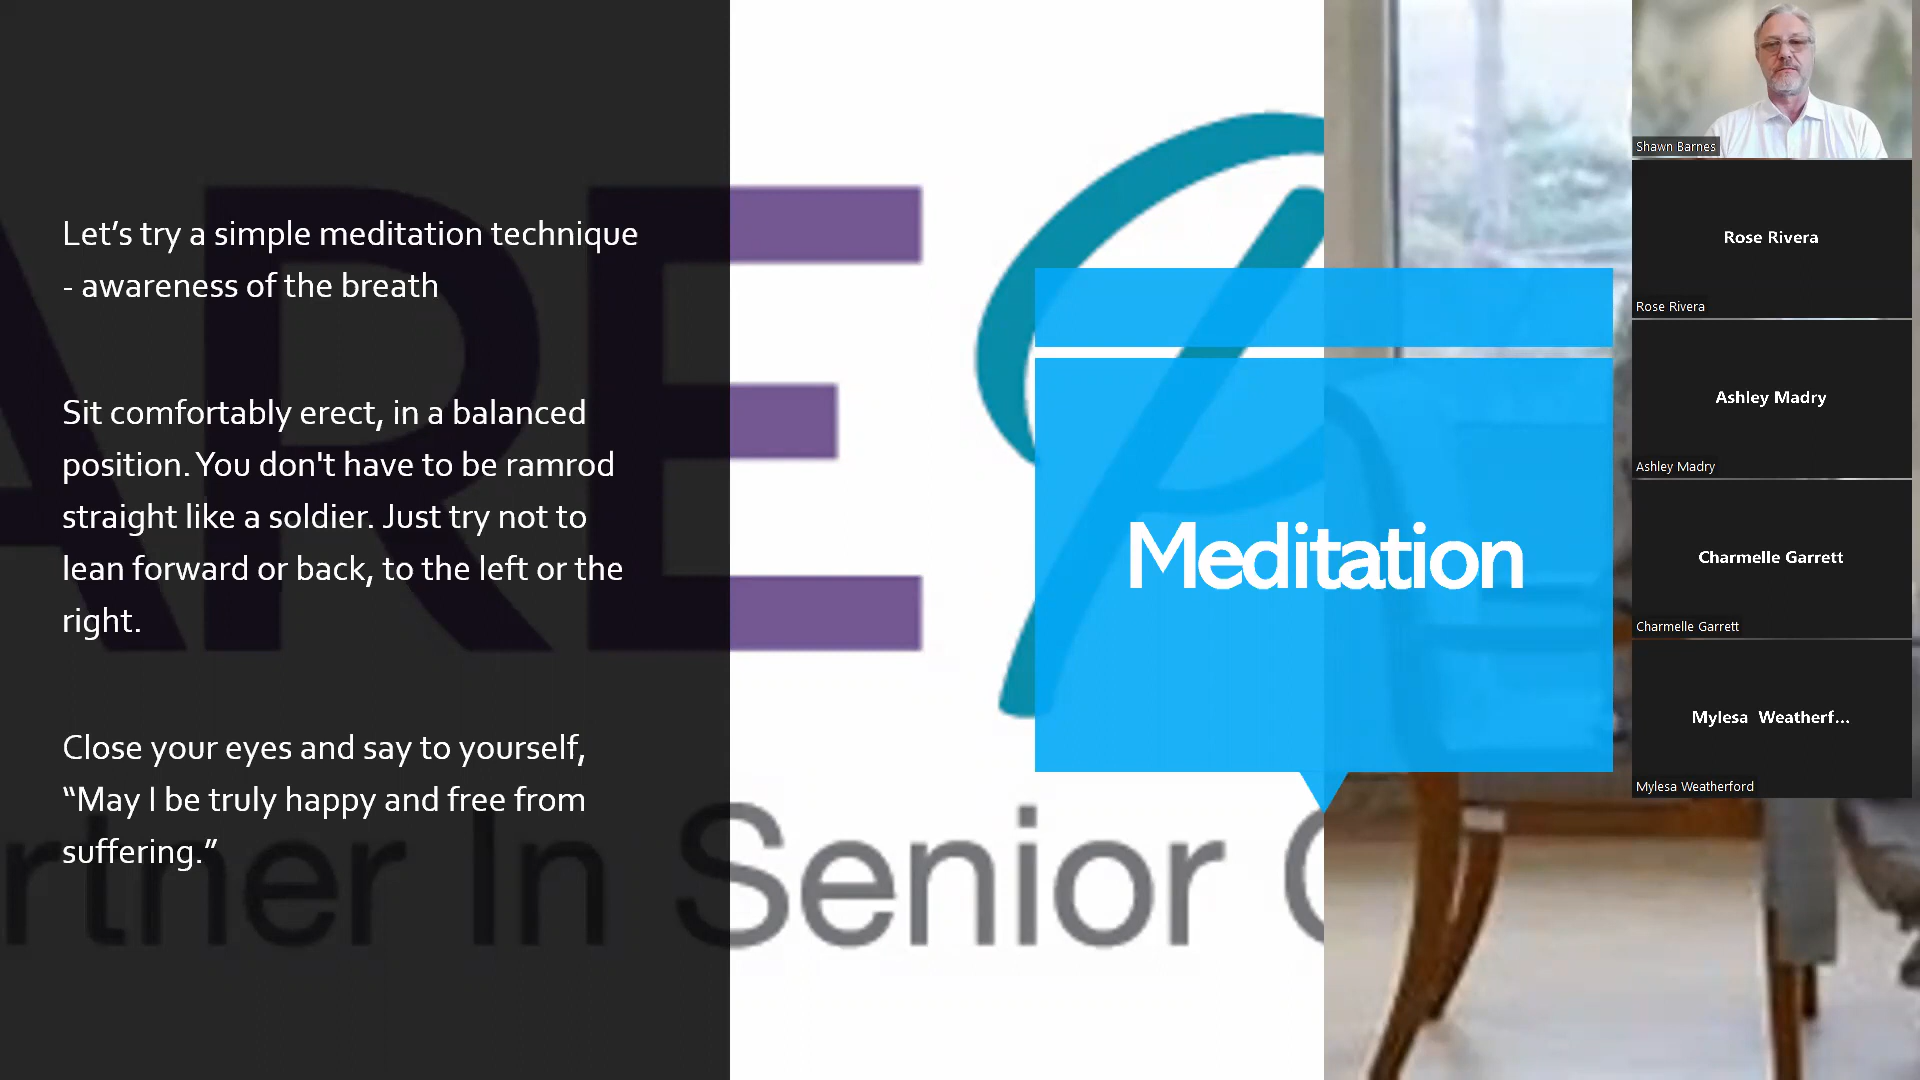 Let’s try a simple meditation technique
- awareness of the breath
Sit comfortably erect, in a balanced
position. You don't have to be ramrod
straight like a soldier. Just try not to
lean forward or back, to the left or the
right.
Close your eyes and say to yourself,
“May I be truly happy and free from
suffering.”
ARE
rtner In Senior C
Meditation
Shawn Barnes
Rose Rivera
Rose Rivera
Ashley Madry
Ashley Madry
Charmelle Garrett
Charmelle Garrett
Mylesa Weatherf...
Mylesa Weatherford